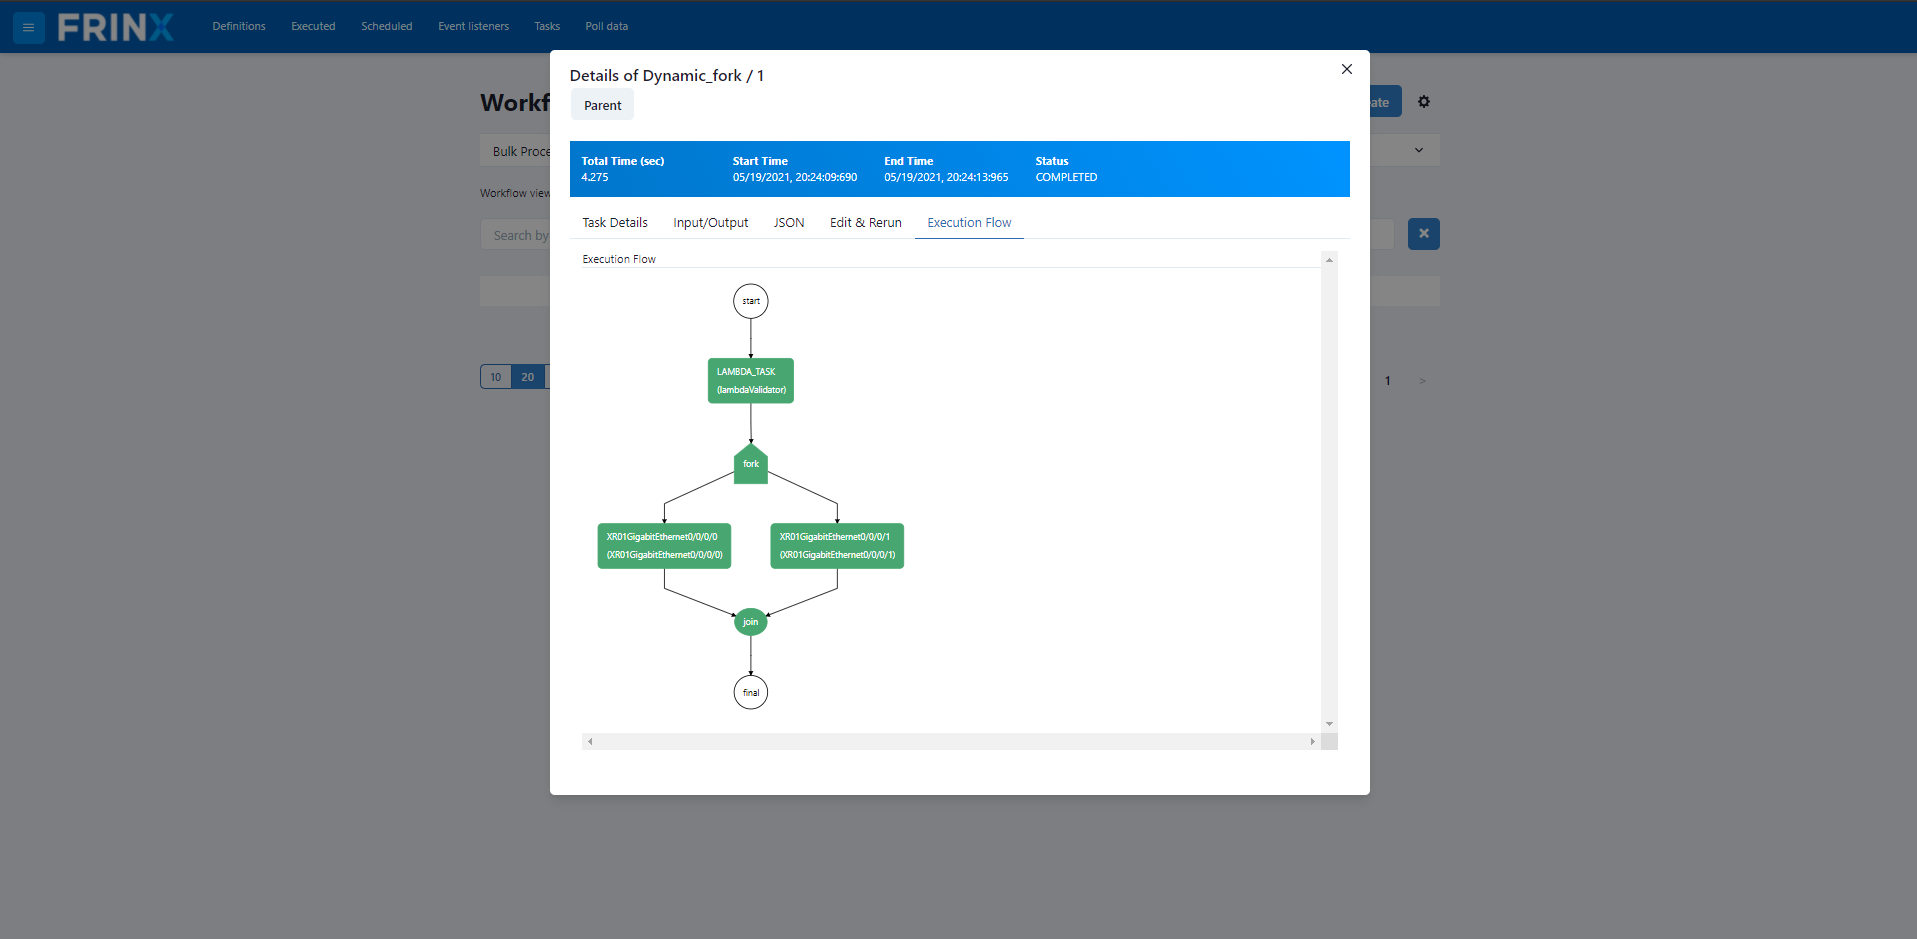 FRINX
Definitions
Executed
Scheduled
Event listeners
Tasks
Poll data
Details of Dynamic_fork / 1
Parent
Total Time (sec)
4.275
Start Time
05/19/2021, 20:24:09:690
End Time
05/19/2021, 20:24:13:965
Status
COMPLETED
Task Details
Input/Output
JSON
Edit & Rerun
Execution Flow
Execution Flow
start
LAMBDA_TASK
(lambdaValidator)
fork
XR01GigabitEthernet0/0/0/0
(XR01GigabitEthernet0/0/0/0)
XR01GigabitEthernet0/0/0/1
(XR01GigabitEthernet0/0/0/1)
join
final
Workf
ate
Bulk Proce
Workflow view
Search by
10
20
1
>